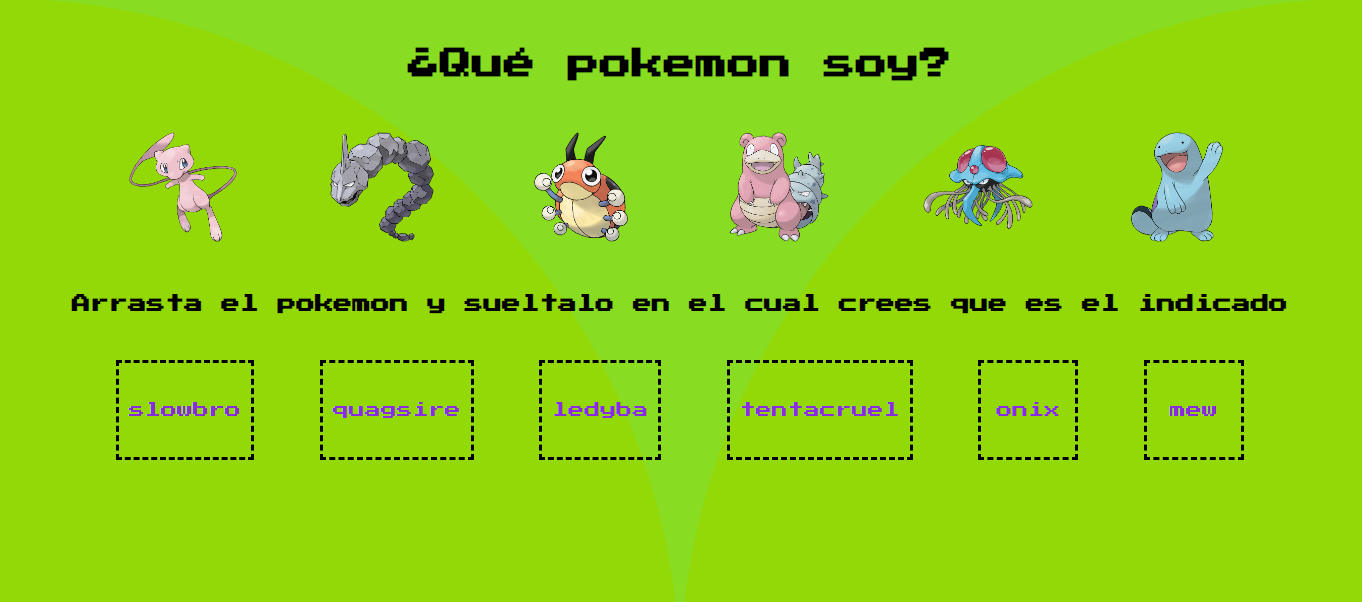 ¿Qué pokemon soy?
Arrasta el pokemon y sueltalo en el cual crees que es el indicado
slowbro
quagsire
ledyba
tentacruel
onix
mew